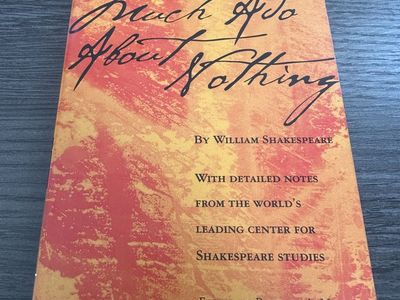 Much Ado
About Nothing
BY WILLIAM SHAKESPEARE
WITH DETAILED NOTES
FROM THE WORLD'S
LEADING CENTER FOR
SHAKESPEARE STUDIES